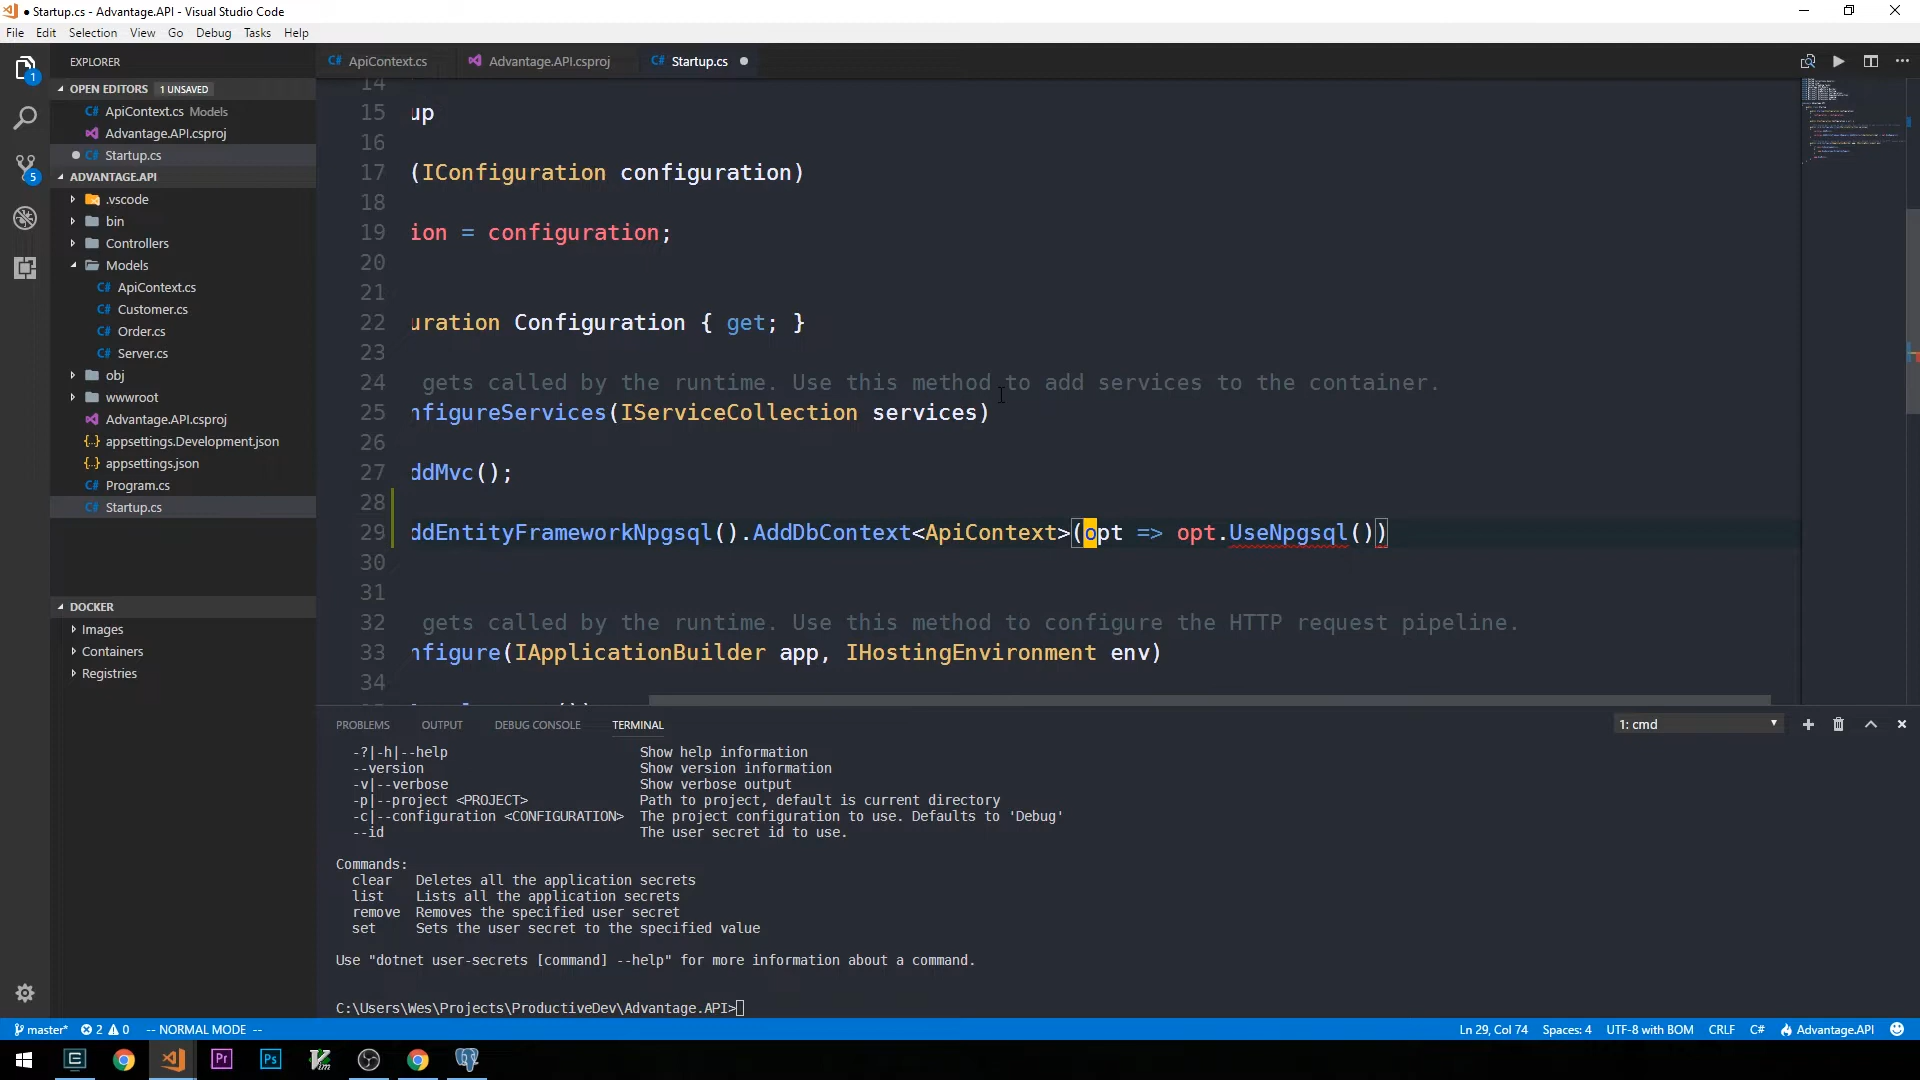 ● Startup.cs - Advantage.API - Visual Studio Code
File Edit Selection View Go Debug Tasks Help
EXPLORER
OPEN EDITORS 1 UNSAVED
C# ApiContext.cs Models
Advantage.API.csproj
● C# Startup.cs
ADVANTAGE.API
.vscode
bin
Controllers
Models
C# ApiContext.cs
C# Customer.cs
C# Order.cs
C# Server.cs
obj
wwwroot
Advantage.API.csproj
{..} appsettings.Development.json
{..} appsettings.json
C# Program.cs
C# Startup.cs
DOCKER
Images
Containers
Registries
1
5
C# ApiContext.cs Advantage.API.csproj C# Startup.cs ●
14
15 up
16
17 (IConfiguration configuration)
18
19 ion = configuration;
20
21
22 uration Configuration { get; }
23
24 gets called by the runtime. Use this method to add services to the container.
25 nfigureServices(IServiceCollection services)
26
27 ddMvc();
28
29 ddEntityFrameworkNpgsql().AddDbContext<ApiContext>(opt => opt.UseNpgsql())
30
31
32 gets called by the runtime. Use this method to configure the HTTP request pipeline.
33 nfigure(IApplicationBuilder app, IHostingEnvironment env)
34
PROBLEMS OUTPUT DEBUG CONSOLE TERMINAL 1: cmd
-?|-h|--help Show help information
--version Show version information
-v|--verbose Show verbose output
-p|--project <PROJECT> Path to project, default is current directory
-c|--configuration <CONFIGURATION> The project configuration to use. Defaults to 'Debug'
--id The user secret id to use.
Commands:
clear Deletes all the application secrets
list Lists all the application secrets
remove Removes the specified user secret
set Sets the user secret to the specified value
Use "dotnet user-secrets [command] --help" for more information about a command.
C:\Users\Wes\Projects\ProductiveDev\Advantage.API>
master* 2 0 -- NORMAL MODE -- Ln 29, Col 74 Spaces: 4 UTF-8 with BOM CRLF C# Advantage.API
Pr Ps Vim